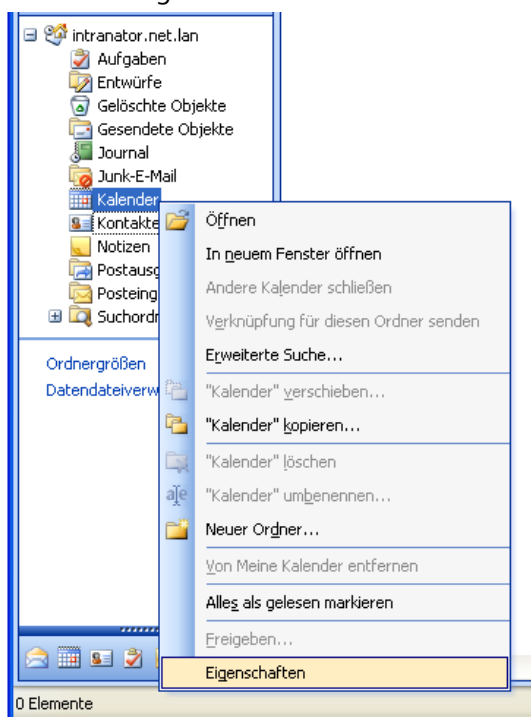 intranator.net.lan
Aufgaben
Entwürfe
Gelöschte Objekte
Gesendete Objekte
Journal
Junk-E-Mail
Kalender
Kontakte
Notizen
Postausg
Posteing
Suchordr
Ordnergrößen
Datendateiverw
Öffnen
In neuem Fenster öffnen
Andere Kalender schließen
Verknüpfung für diesen Ordner senden
Erweiterte Suche...
"Kalender" verschieben...
"Kalender" kopieren...
"Kalender" löschen
"Kalender" umbenennen...
Neuer Ordner...
Von Meine Kalender entfernen
Alles als gelesen markieren
Freigeben...
Eigenschaften
0 Elemente